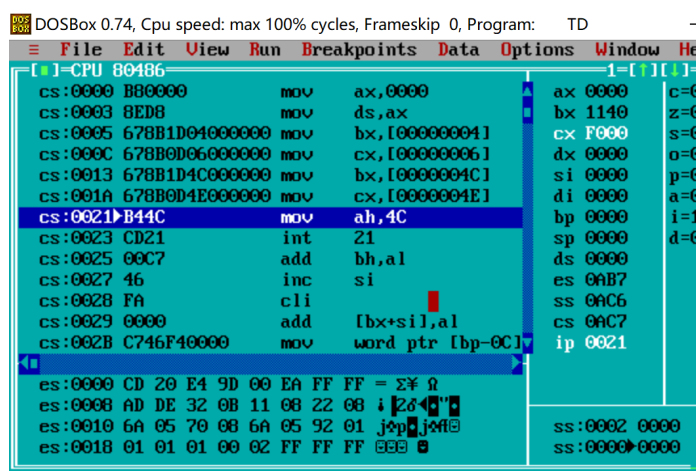 DOSBox 0.74, Cpu speed: max 100% cycles, Frameskip 0, Program: TD
≡ File Edit View Run Breakpoints Data Options Window He
[■]=CPU 80486 1=[↑][↓]=
cs:0000 B80000 mov ax,0000 ax 0000 c=0
cs:0003 8ED8 mov ds,ax bx 1140 z=0
cs:0005 678B1D04000000 mov bx,[00000004] cx F000 s=0
cs:000C 678B0D06000000 mov cx,[00000006] dx 0000 o=0
cs:0013 678B1D4C000000 mov bx,[0000004C] si 0000 p=0
cs:001A 678B0D4E000000 mov cx,[0000004E] di 0000 a=0
cs:0021►B44C mov ah,4C bp 0000 i=1
cs:0023 CD21 int 21 sp 0000 d=0
cs:0025 00C7 add bh,al ds 0000
cs:0027 46 inc si es 0AB7
cs:0028 FA cli ss 0AC6
cs:0029 0000 add [bx+si],al cs 0AC7
cs:002B C746F40000 mov word ptr [bp-0C] ip 0021
es:0000 CD 20 E4 9D 00 EA FF FF = Σ¥ Ω
es:0008 AD DE 32 0B 11 08 22 08 ¡ 2♂◄◘"◘
es:0010 6A 05 70 08 6A 05 92 01 j♣p◘j♣Æ☺ ss:0002 0000
es:0018 01 01 01 00 02 FF FF FF ☺☺☺ ☻ ss:0000►0000